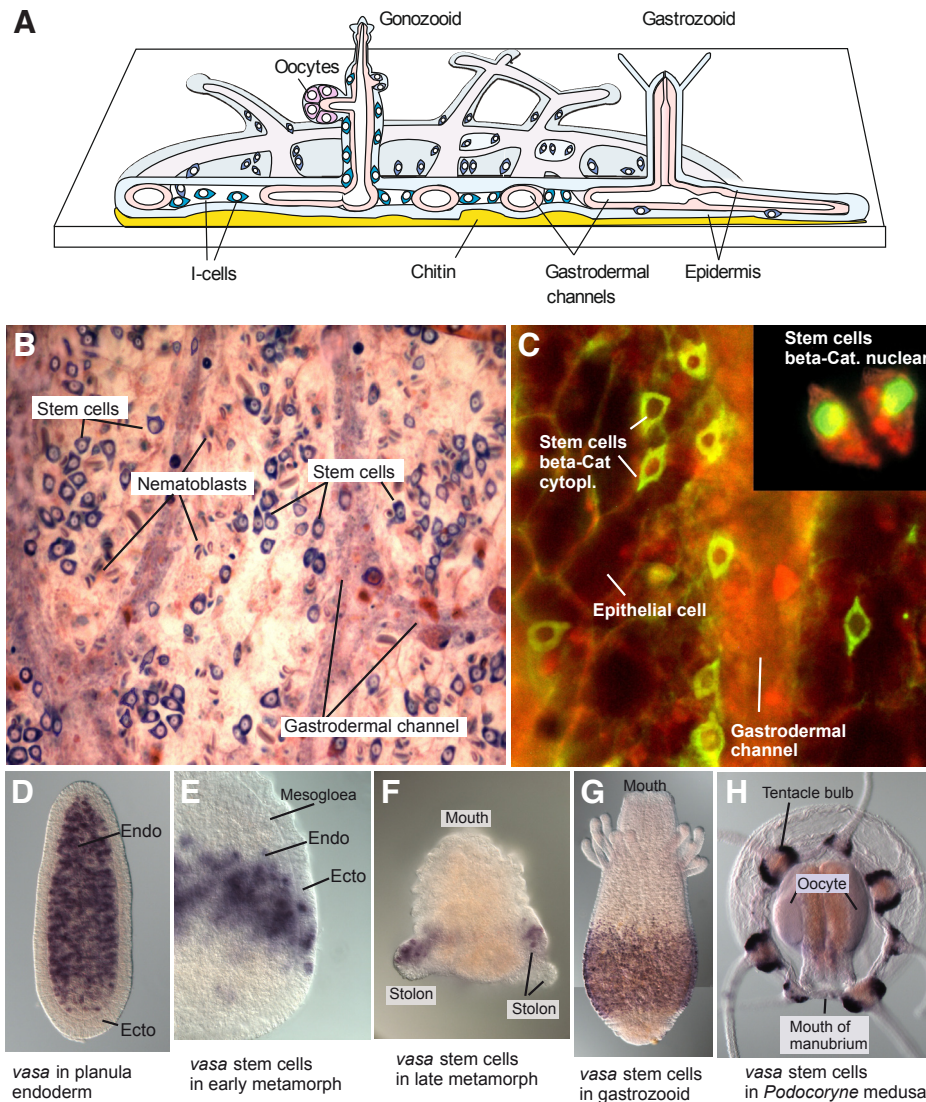 A
Gonozooid
Gastrozooid
Oocytes
I-cells
Chitin
Gastrodermal
channels
Epidermis
B
Stem cells
Nematoblasts
Stem cells
Gastrodermal channel
C
Stem cells
beta-Cat. nuclear
Stem cells
beta-Cat
cytopl.
Epithelial cell
Gastrodermal
channel
D
Endo
Ecto
vasa in planula
endoderm
E
Mesogloea
Endo
Ecto
vasa stem cells
in early metamorph
F
Mouth
Stolon
Stolon
vasa stem cells
in late metamorph
G
Mouth
vasa stem cells
in gastrozooid
H
Tentacle bulb
Oocyte
Mouth of
manubrium
vasa stem cells
in Podocoryne medusa